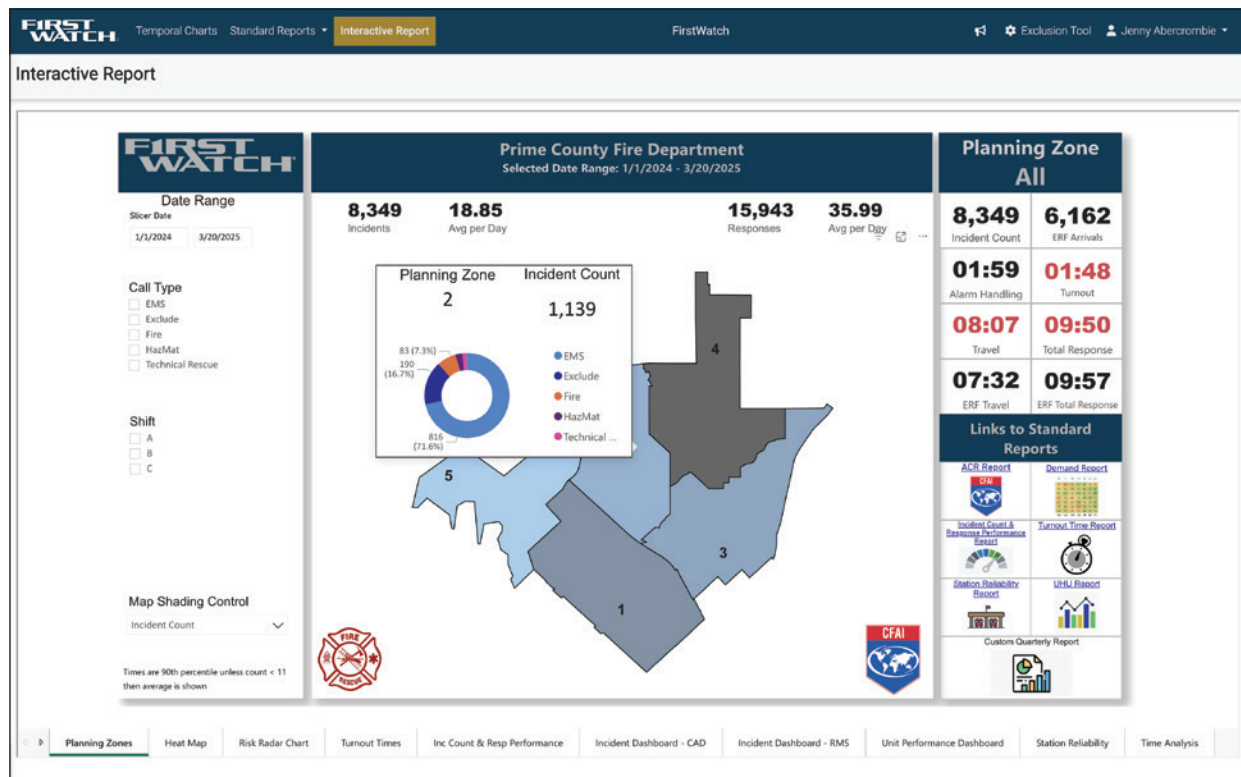 FIRST
WATCH
Temporal Charts
Standard Reports
Interactive Report
FirstWatch
Exclusion Tool
Jenny Abercrombie
Interactive Report
FIRST
WATCH
Date Range
Slicer Date
1/1/2024
3/20/2025
Call Type
EMS
Exclude
Fire
HazMat
Technical Rescue
Shift
A
B
C
Map Shading Control
Incident Count
Times are 90th percentile unless count < 11
then average is shown
Prime County Fire Department
Selected Date Range: 1/1/2024 - 3/20/2025
8,349
Incidents
18.85
Avg per Day
15,943
Responses
35.99
Avg per Day
Planning Zone
2
Incident Count
1,139
83 (7.3%)
190
(16.7%)
816
(71.6%)
EMS
Exclude
Fire
HazMat
Technical ...
4
5
3
1
FIRE
RESCUE
CFAI
Planning Zone
All
8,349
Incident Count
6,162
ERF Arrivals
01:59
Alarm Handling
01:48
Turnout
08:07
Travel
09:50
Total Response
07:32
ERF Travel
09:57
ERF Total Response
Links to Standard
Reports
ACR Report
CFAI
Demand Report
Incident Count &
Response Performance
Report
Turnout Time Report
Station Reliability
Report
UHU Report
Custom Quarterly Report
Planning Zones
Heat Map
Risk Radar Chart
Turnout Times
Inc Count & Resp Performance
Incident Dashboard - CAD
Incident Dashboard - RMS
Unit Performance Dashboard
Station Reliability
Time Analysis